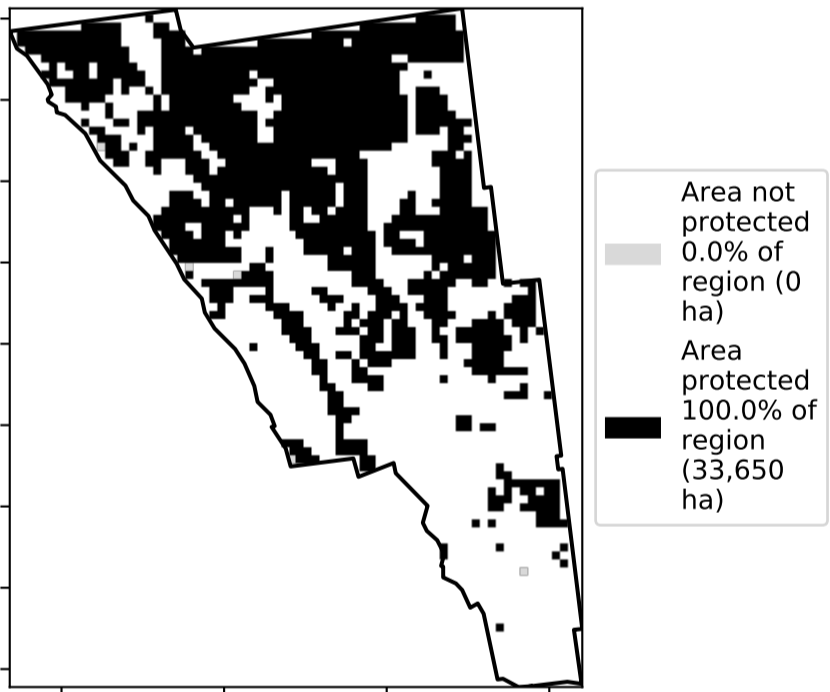 Area not
protected
0.0% of
region (0
ha)
Area
protected
100.0% of
region
(33,650
ha)